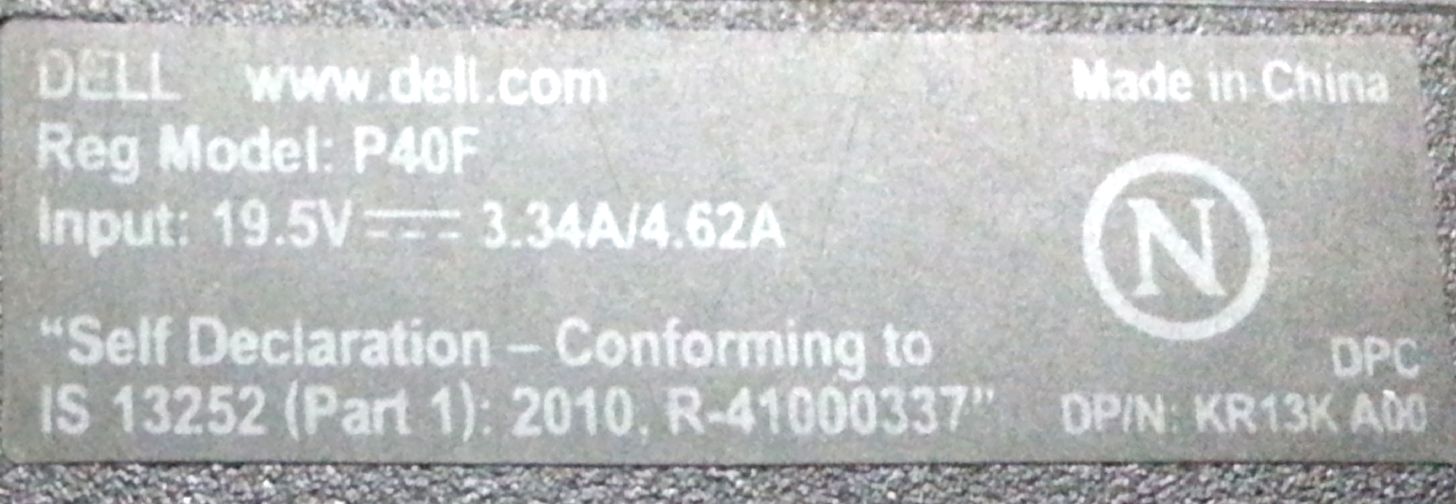 DELL www.dell.com Made in China
Reg Model: P40F
Input: 19.5V⎓3.34A/4.62A
N
“Self Declaration – Conforming to
DPC
IS 13252 (Part 1): 2010, R-41000337”
DP/N: KR13K A00